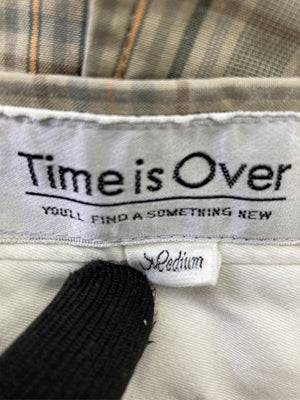 Time is Over
YOU'LL FIND A SOMETHING NEW
Medium